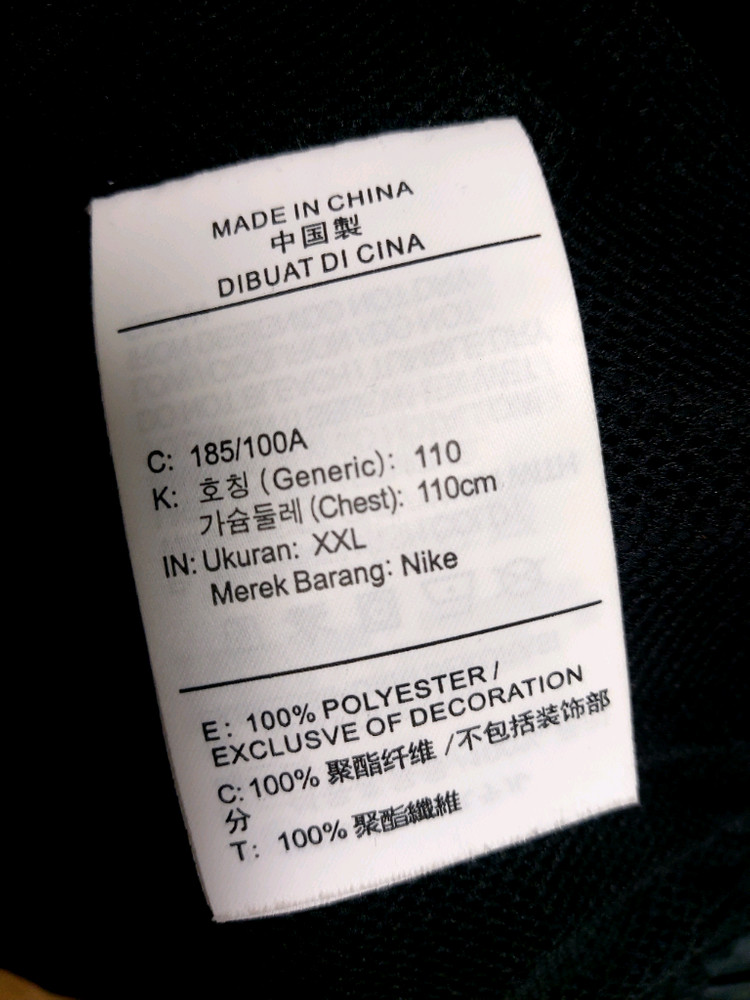 MADE IN CHINA
中国製
DIBUAT DI CINA
C: 185/100A
K: 호칭 (Generic): 110
가슴둘레 (Chest): 110cm
IN: Ukuran: XXL
Merek Barang: Nike
E: 100% POLYESTER /
EXCLUSVE OF DECORATION
C: 100% 聚酯纤维 /不包括装饰部
分
T: 100% 聚酯纖維